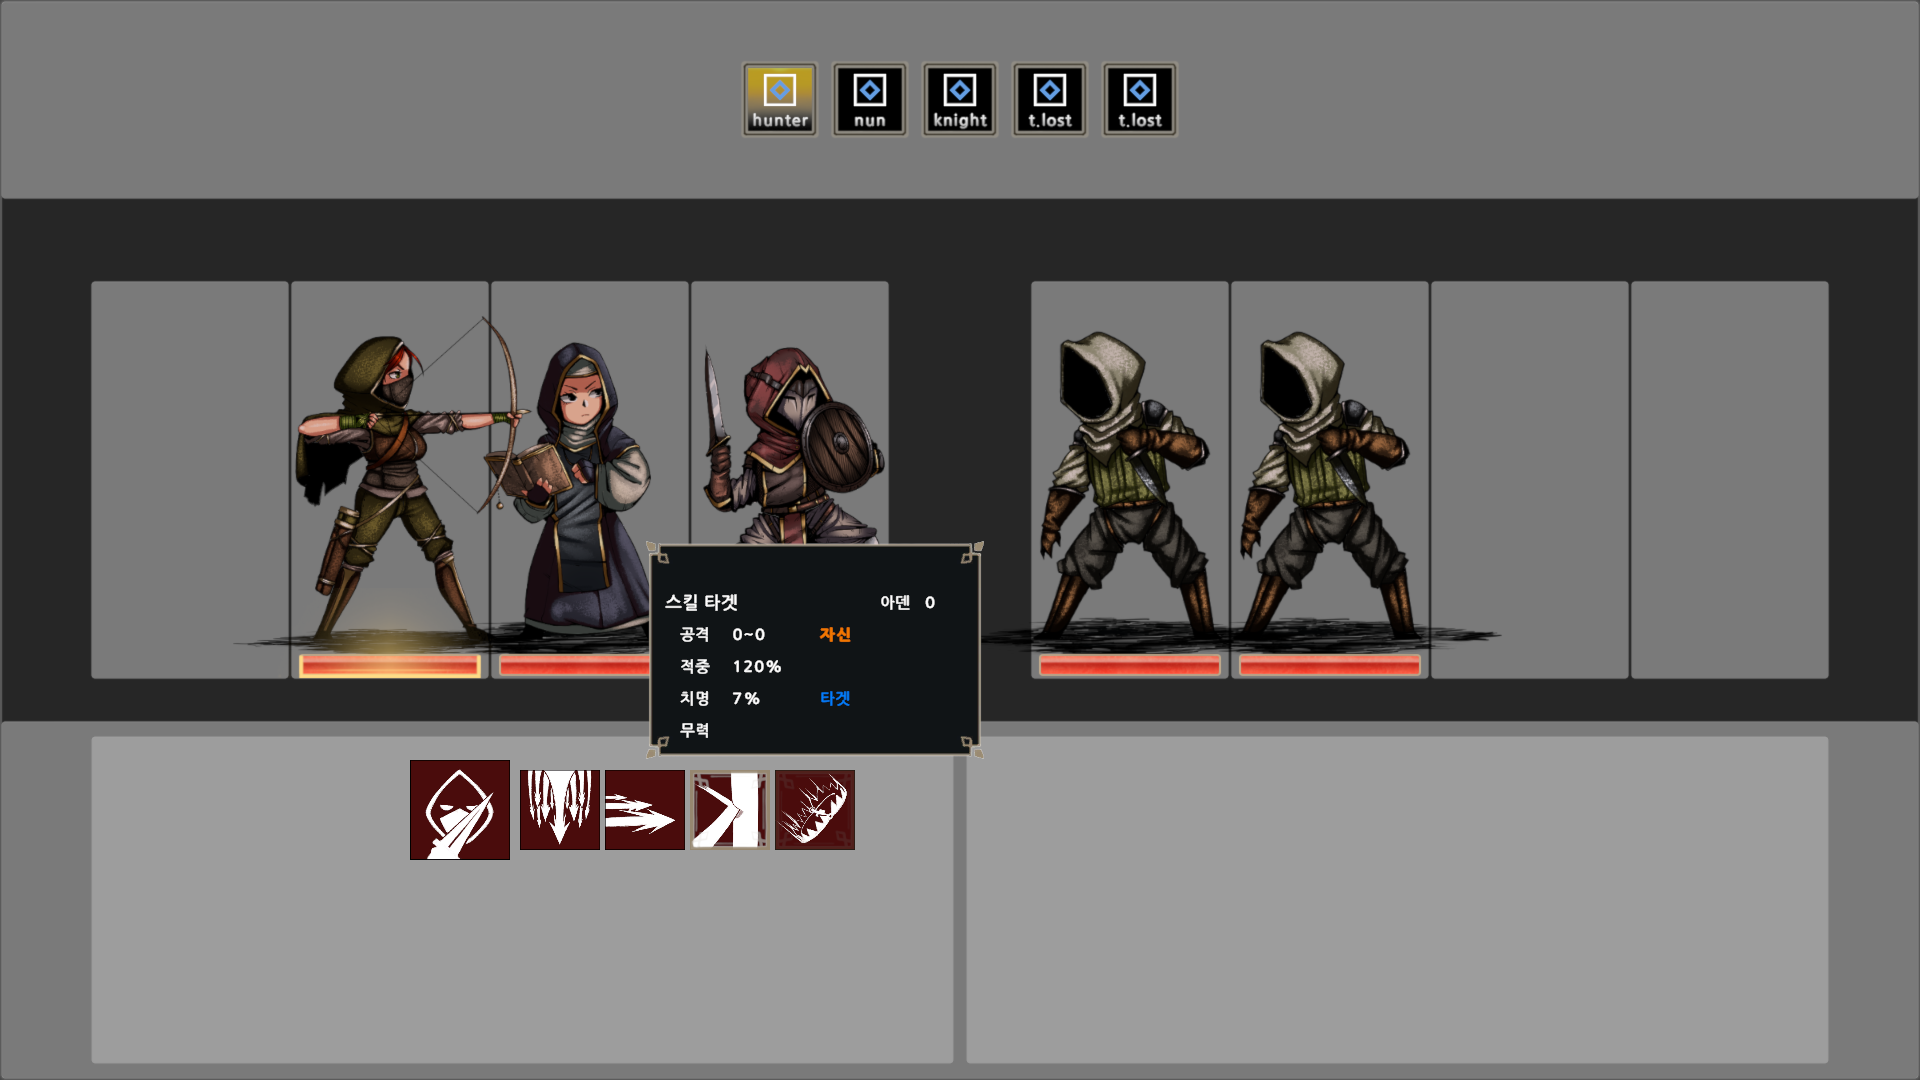 hunter
nun
knight
t.lost
t.lost
스킬 타겟 아덴 0
공격 0~0 자신
적중 120%
치명 7% 타겟
무력